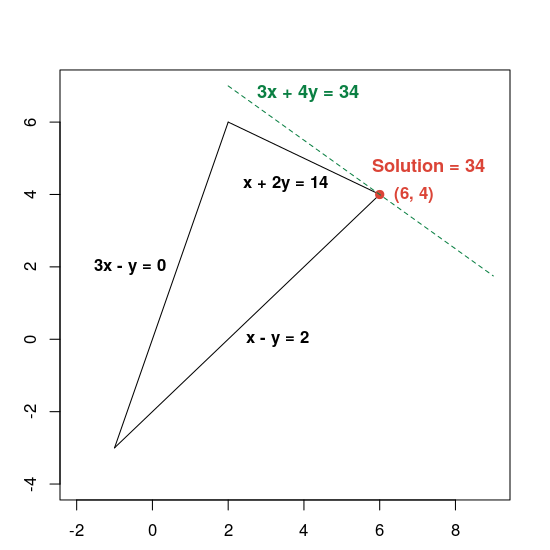 3x + 4y = 34
Solution = 34
x + 2y = 14
(6, 4)
3x - y = 0
x - y = 2
6
4
2
0
-2
-4
-2 0 2 4 6 8